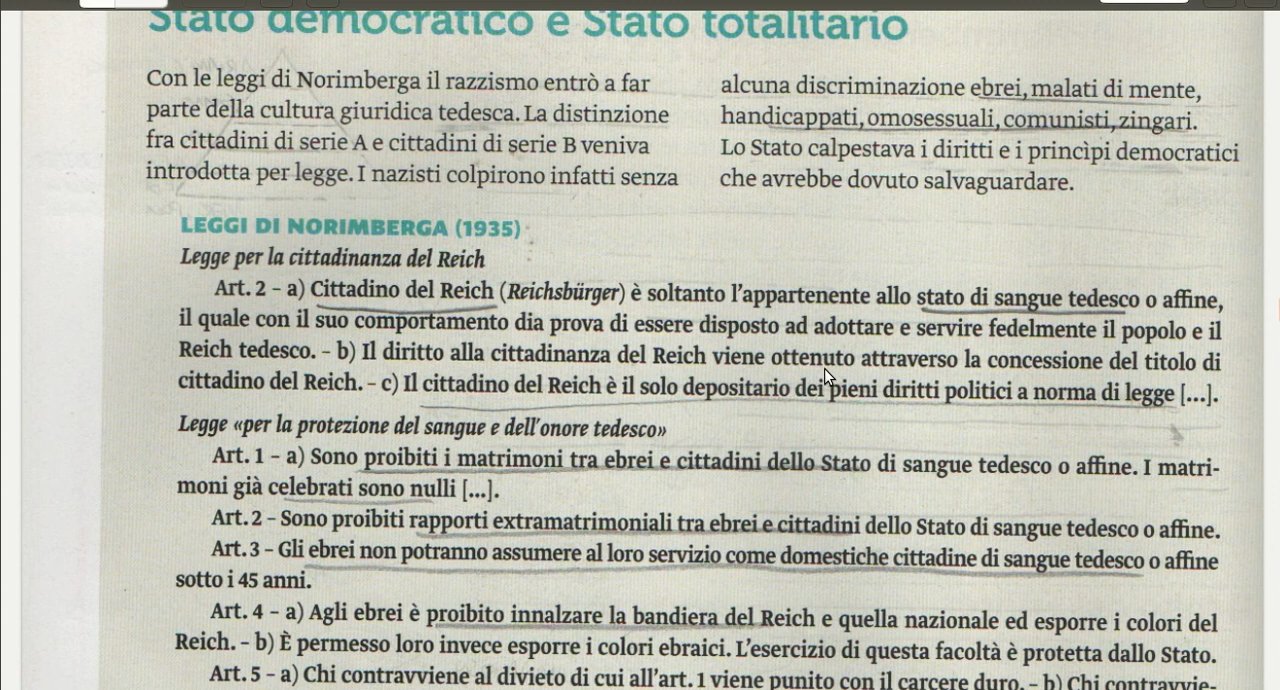 Stato democratico e Stato totalitario
Con le leggi di Norimberga il razzismo entrò a far
parte della cultura giuridica tedesca. La distinzione
fra cittadini di serie A e cittadini di serie B veniva
introdotta per legge. I nazisti colpirono infatti senza
alcuna discriminazione ebrei, malati di mente,
handicappati, omosessuali, comunisti, zingari.
Lo Stato calpestava i diritti e i princìpi democratici
che avrebbe dovuto salvaguardare.
LEGGI DI NORIMBERGA (1935)
Legge per la cittadinanza del Reich
Art. 2 – a) Cittadino del Reich (Reichsbürger) è soltanto l'appartenente allo stato di sangue tedesco o affine,
il quale con il suo comportamento dia prova di essere disposto ad adottare e servire fedelmente il popolo e il
Reich tedesco. – b) Il diritto alla cittadinanza del Reich viene ottenuto attraverso la concessione del titolo di
cittadino del Reich. – c) Il cittadino del Reich è il solo depositario dei pieni diritti politici a norma di legge [...].
Legge «per la protezione del sangue e dell'onore tedesco»
Art. 1 – a) Sono proibiti i matrimoni tra ebrei e cittadini dello Stato di sangue tedesco o affine. I matri-
moni già celebrati sono nulli [...].
Art. 2 – Sono proibiti rapporti extramatrimoniali tra ebrei e cittadini dello Stato di sangue tedesco o affine.
Art. 3 – Gli ebrei non potranno assumere al loro servizio come domestiche cittadine di sangue tedesco o affine
sotto i 45 anni.
Art. 4 – a) Agli ebrei è proibito innalzare la bandiera del Reich e quella nazionale ed esporre i colori del
Reich. – b) È permesso loro invece esporre i colori ebraici. L'esercizio di questa facoltà è protetta dallo Stato.
Art. 5 – a) Chi contravviene al divieto di cui all'art. 1 viene punito con il carcere duro. – b) Chi contravvie-